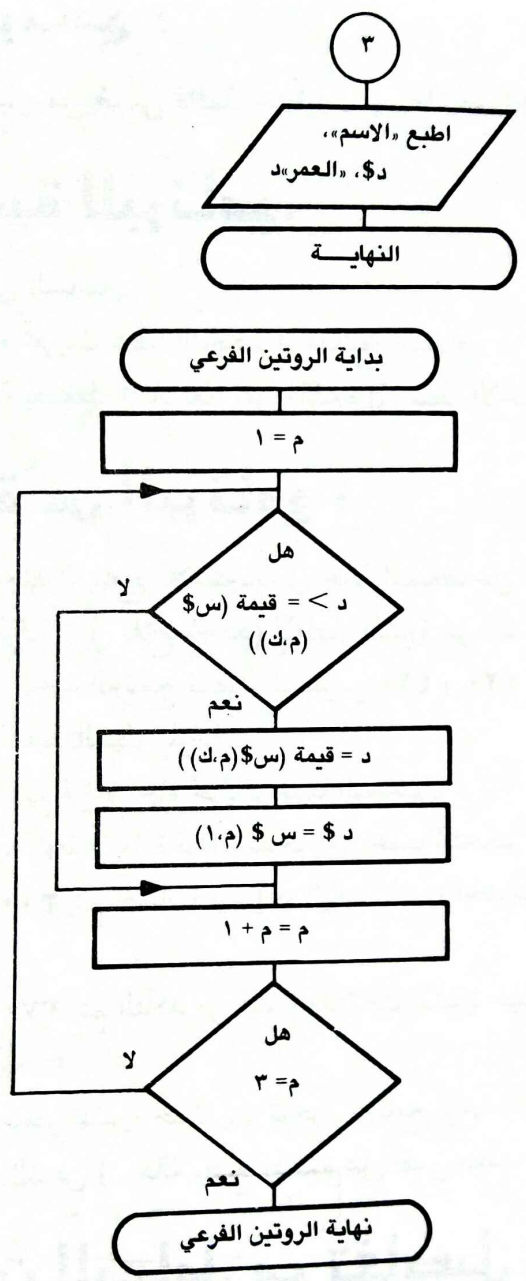 ٣
اطبع «الاسم»،
د$، «العمر»د
النهايـــة
بداية الروتين الفرعي
م = ١
هل
لا
د > = قيمة (س$
(م،ك))
نعم
د = قيمة (س$(م،ك))
د $ = س $ (م،١)
م = م + ١
هل
لا
م= ٣
نعم
نهاية الروتين الفرعي